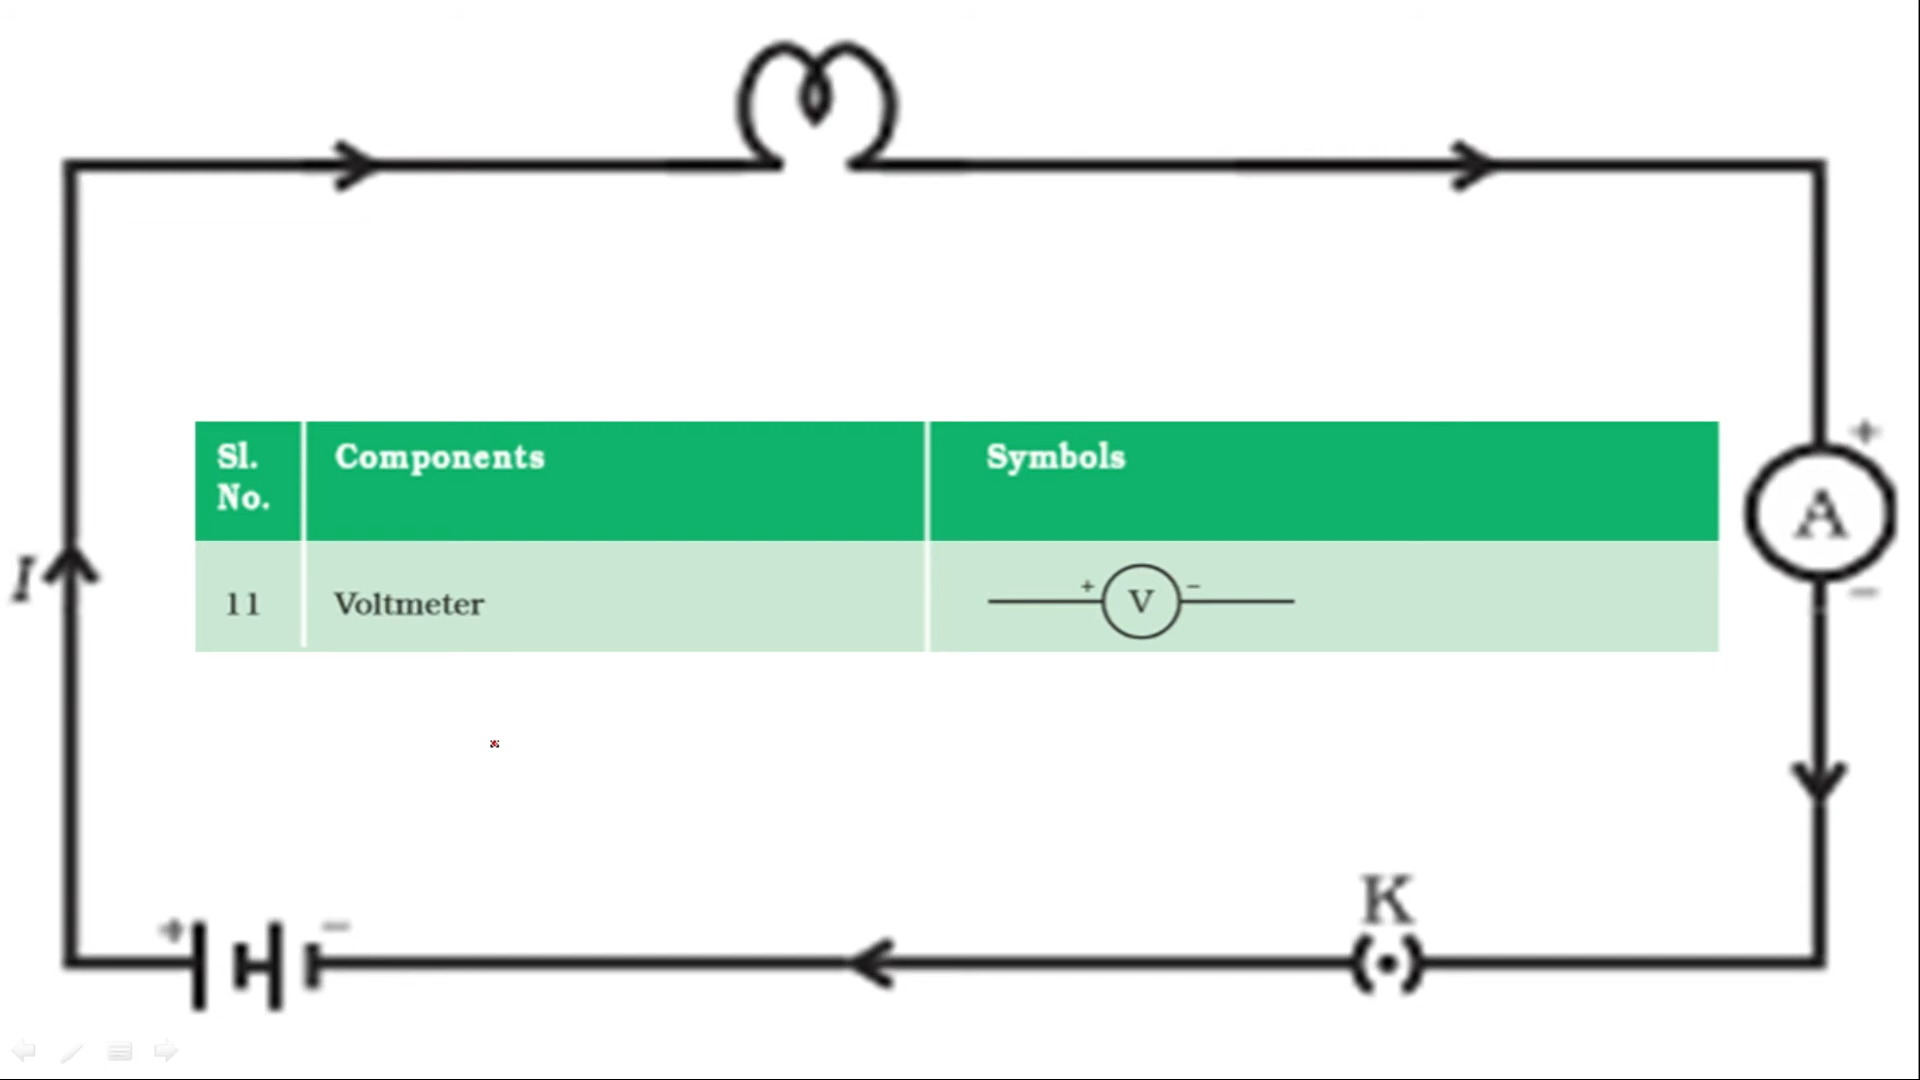 Sl. No.
Components
Symbols
+
A
I
11
Voltmeter
+ V −
−
K
+
−